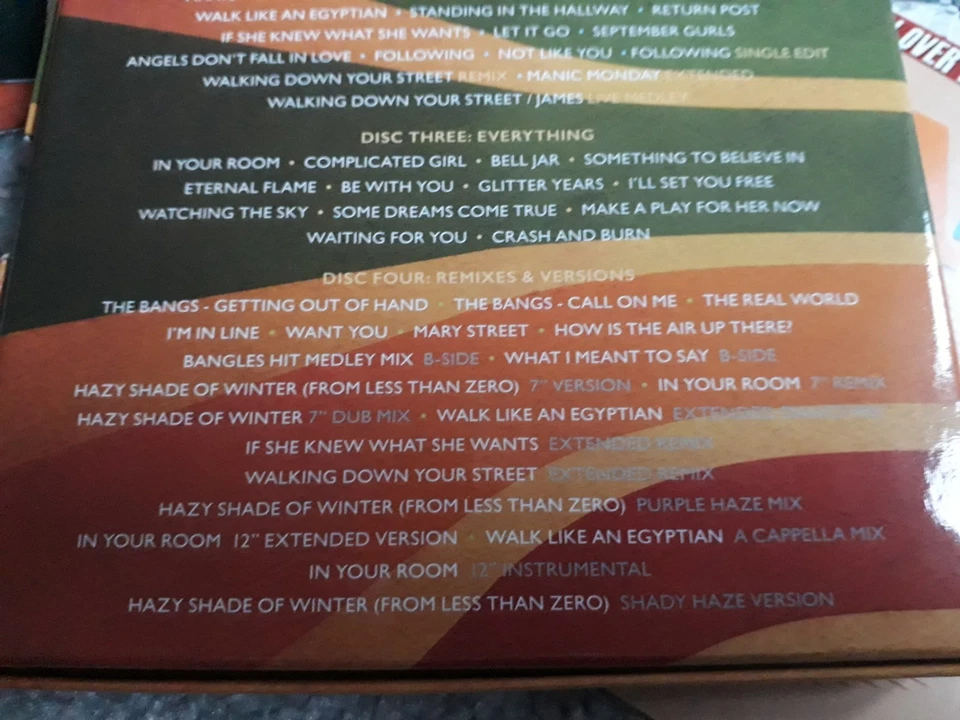 WALK LIKE AN EGYPTIAN • STANDING IN THE HALLWAY • RETURN POST
IF SHE KNEW WHAT SHE WANTS • LET IT GO • SEPTEMBER GURLS
ANGELS DON'T FALL IN LOVE • FOLLOWING • NOT LIKE YOU • FOLLOWING SINGLE EDIT
WALKING DOWN YOUR STREET REMIX • MANIC MONDAY EXTENDED
WALKING DOWN YOUR STREET / JAMES LIVE MEDLEY
DISC THREE: EVERYTHING
IN YOUR ROOM • COMPLICATED GIRL • BELL JAR • SOMETHING TO BELIEVE IN
ETERNAL FLAME • BE WITH YOU • GLITTER YEARS • I'LL SET YOU FREE
WATCHING THE SKY • SOME DREAMS COME TRUE • MAKE A PLAY FOR HER NOW
WAITING FOR YOU • CRASH AND BURN
DISC FOUR: REMIXES & VERSIONS
THE BANGS - GETTING OUT OF HAND • THE BANGS - CALL ON ME • THE REAL WORLD
I'M IN LINE • WANT YOU • MARY STREET • HOW IS THE AIR UP THERE?
BANGLES HIT MEDLEY MIX B-SIDE • WHAT I MEANT TO SAY B-SIDE
HAZY SHADE OF WINTER (FROM LESS THAN ZERO) 7" VERSION • IN YOUR ROOM 7" REMIX
HAZY SHADE OF WINTER 7" DUB MIX • WALK LIKE AN EGYPTIAN EXTENDED
IF SHE KNEW WHAT SHE WANTS EXTENDED REMIX
WALKING DOWN YOUR STREET EXTENDED REMIX
HAZY SHADE OF WINTER (FROM LESS THAN ZERO) PURPLE HAZE MIX
IN YOUR ROOM 12" EXTENDED VERSION • WALK LIKE AN EGYPTIAN A CAPPELLA MIX
IN YOUR ROOM 12" INSTRUMENTAL
HAZY SHADE OF WINTER (FROM LESS THAN ZERO) SHADY HAZE VERSION
OVER